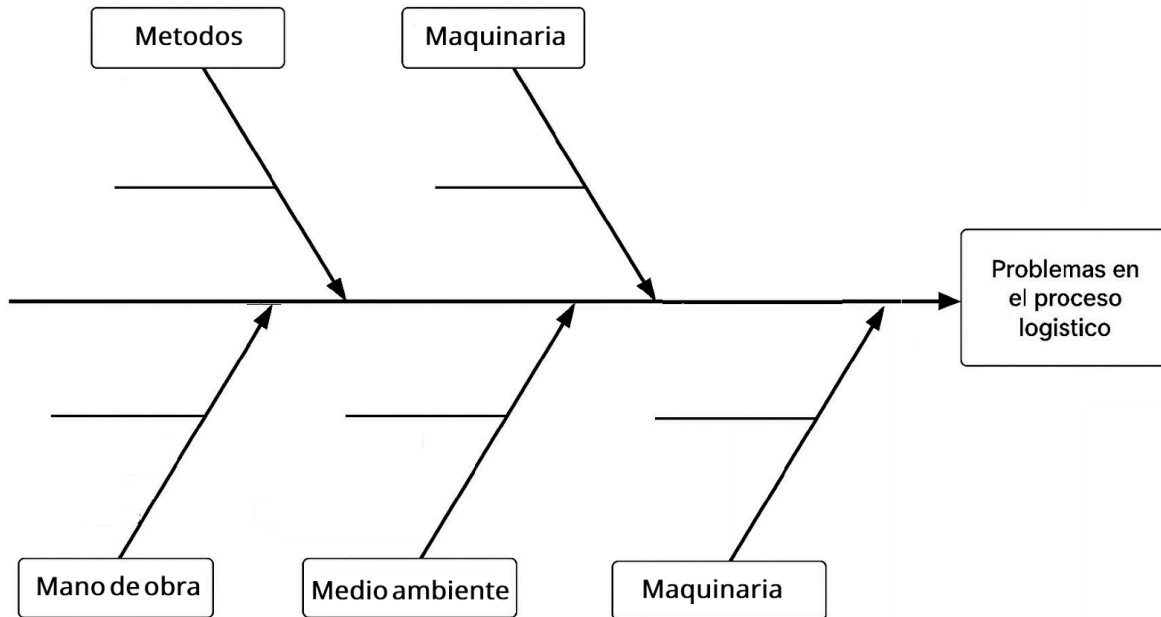 Metodos
Maquinaria
Problemas en
el proceso
logistico
Mano de obra
Medio ambiente
Maquinaria